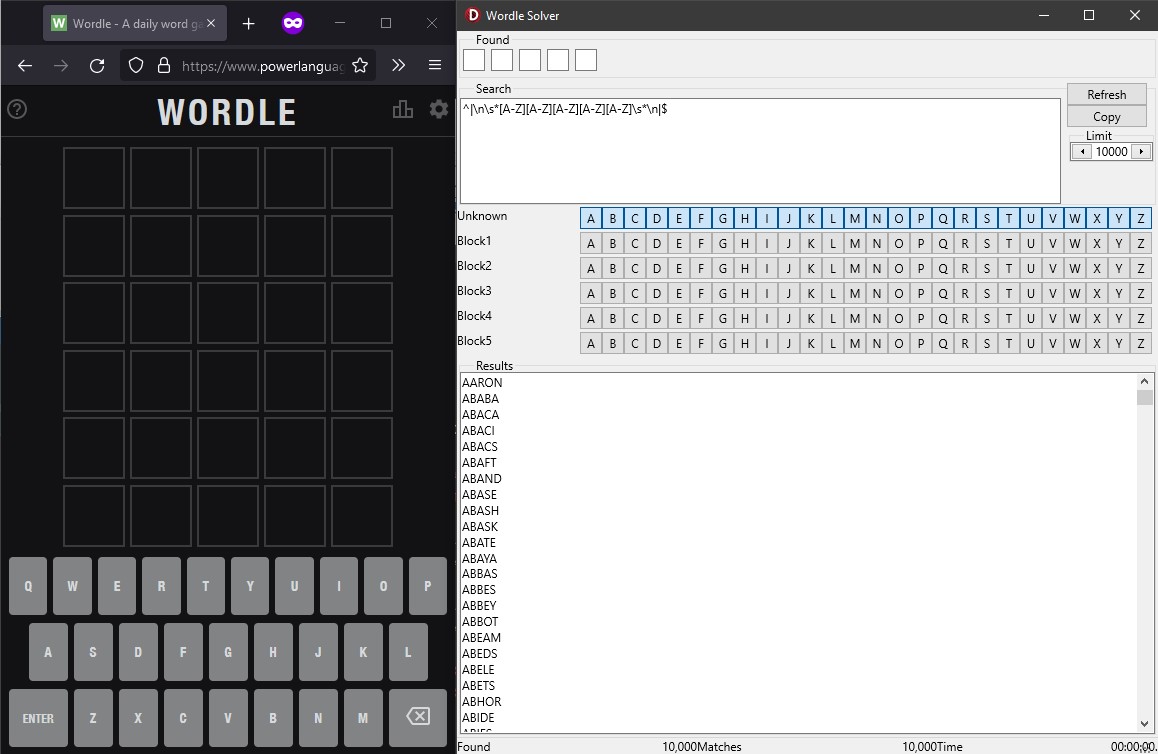 W Wordle - A daily word ga
https://www.powerlanguag
WORDLE
Q W E R T Y U I O P
A S D F G H J K L
ENTER Z X C V B N M
Wordle Solver
Found
Search
^|\n\s*[A-Z][A-Z][A-Z][A-Z][A-Z]\s*\n|$
Refresh
Copy
Limit
10000
Unknown A B C D E F G H I J K L M N O P Q R S T U V W X Y Z
Block1 A B C D E F G H I J K L M N O P Q R S T U V W X Y Z
Block2 A B C D E F G H I J K L M N O P Q R S T U V W X Y Z
Block3 A B C D E F G H I J K L M N O P Q R S T U V W X Y Z
Block4 A B C D E F G H I J K L M N O P Q R S T U V W X Y Z
Block5 A B C D E F G H I J K L M N O P Q R S T U V W X Y Z
Results
AARON
ABABA
ABACA
ABACI
ABACS
ABAFT
ABAND
ABASE
ABASH
ABASK
ABATE
ABAYA
ABBAS
ABBES
ABBEY
ABBOT
ABEAM
ABEDS
ABELE
ABETS
ABHOR
ABIDE
Found 10,000Matches 10,000Time 00:00:00